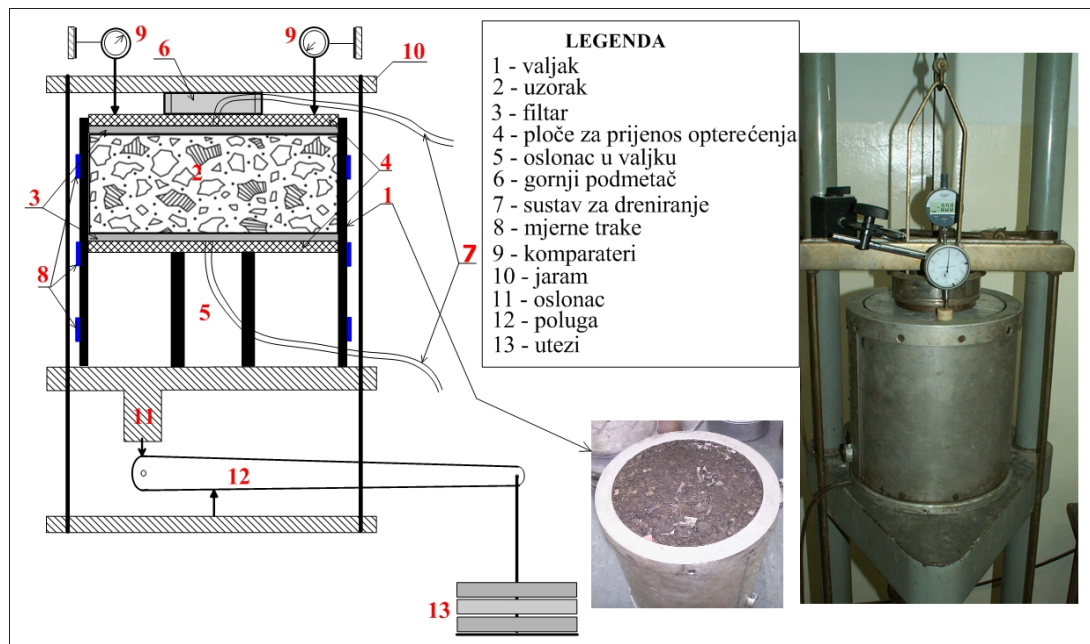 9
9
6
10
LEGENDA
1 - valjak
2 - uzorak
3 - filtar
4 - ploče za prijenos opterećenja
5 - oslonac u valjku
6 - gornji podmetač
7 - sustav za dreniranje
8 - mjerne trake
9 - komparateri
10 - jaram
11 - oslonac
12 - poluga
13 - utezi
2
4
3
1
7
8
5
11
12
13